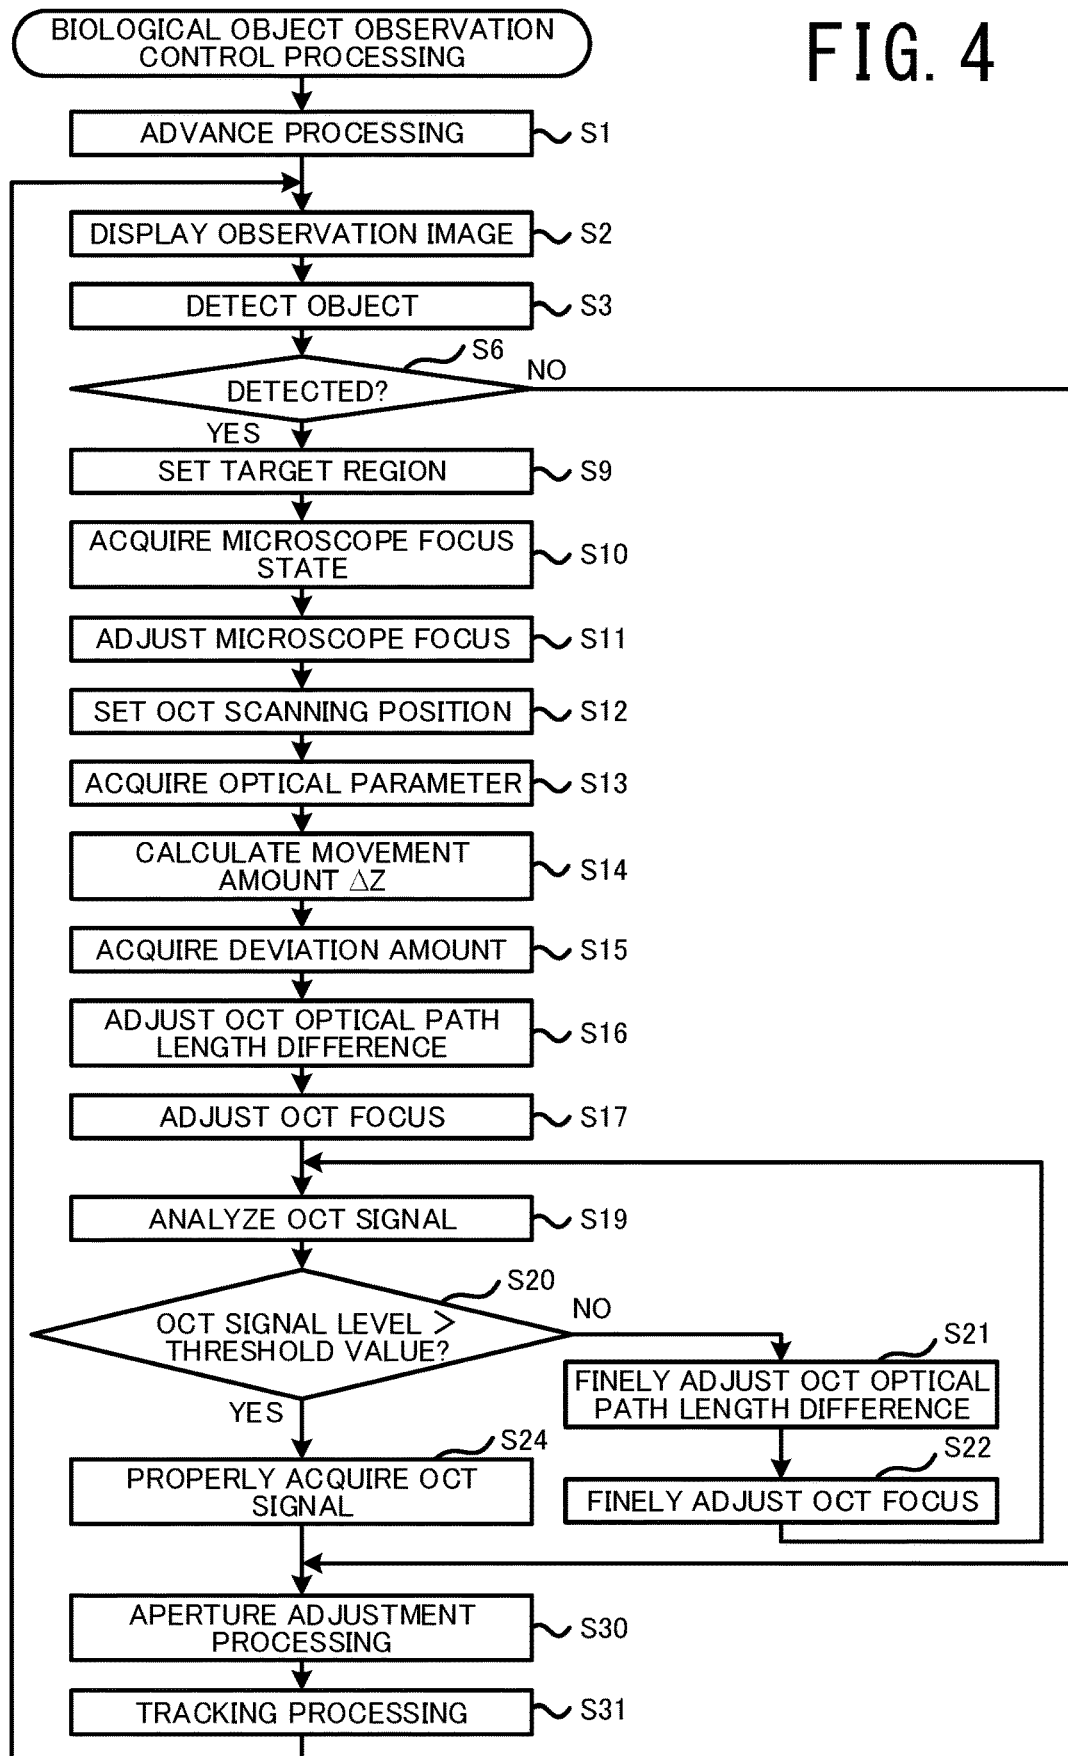 BIOLOGICAL OBJECT OBSERVATION
CONTROL PROCESSING
FIG. 4
ADVANCE PROCESSING
S1
DISPLAY OBSERVATION IMAGE
S2
DETECT OBJECT
S3
S6
DETECTED?
NO
YES
SET TARGET REGION
S9
ACQUIRE MICROSCOPE FOCUS
STATE
S10
ADJUST MICROSCOPE FOCUS
S11
SET OCT SCANNING POSITION
S12
ACQUIRE OPTICAL PARAMETER
S13
CALCULATE MOVEMENT
AMOUNT ΔZ
S14
ACQUIRE DEVIATION AMOUNT
S15
ADJUST OCT OPTICAL PATH
LENGTH DIFFERENCE
S16
ADJUST OCT FOCUS
S17
ANALYZE OCT SIGNAL
S19
S20
OCT SIGNAL LEVEL >
THRESHOLD VALUE?
NO
YES
S21
FINELY ADJUST OCT OPTICAL
PATH LENGTH DIFFERENCE
S22
FINELY ADJUST OCT FOCUS
S24
PROPERLY ACQUIRE OCT
SIGNAL
APERTURE ADJUSTMENT
PROCESSING
S30
TRACKING PROCESSING
S31